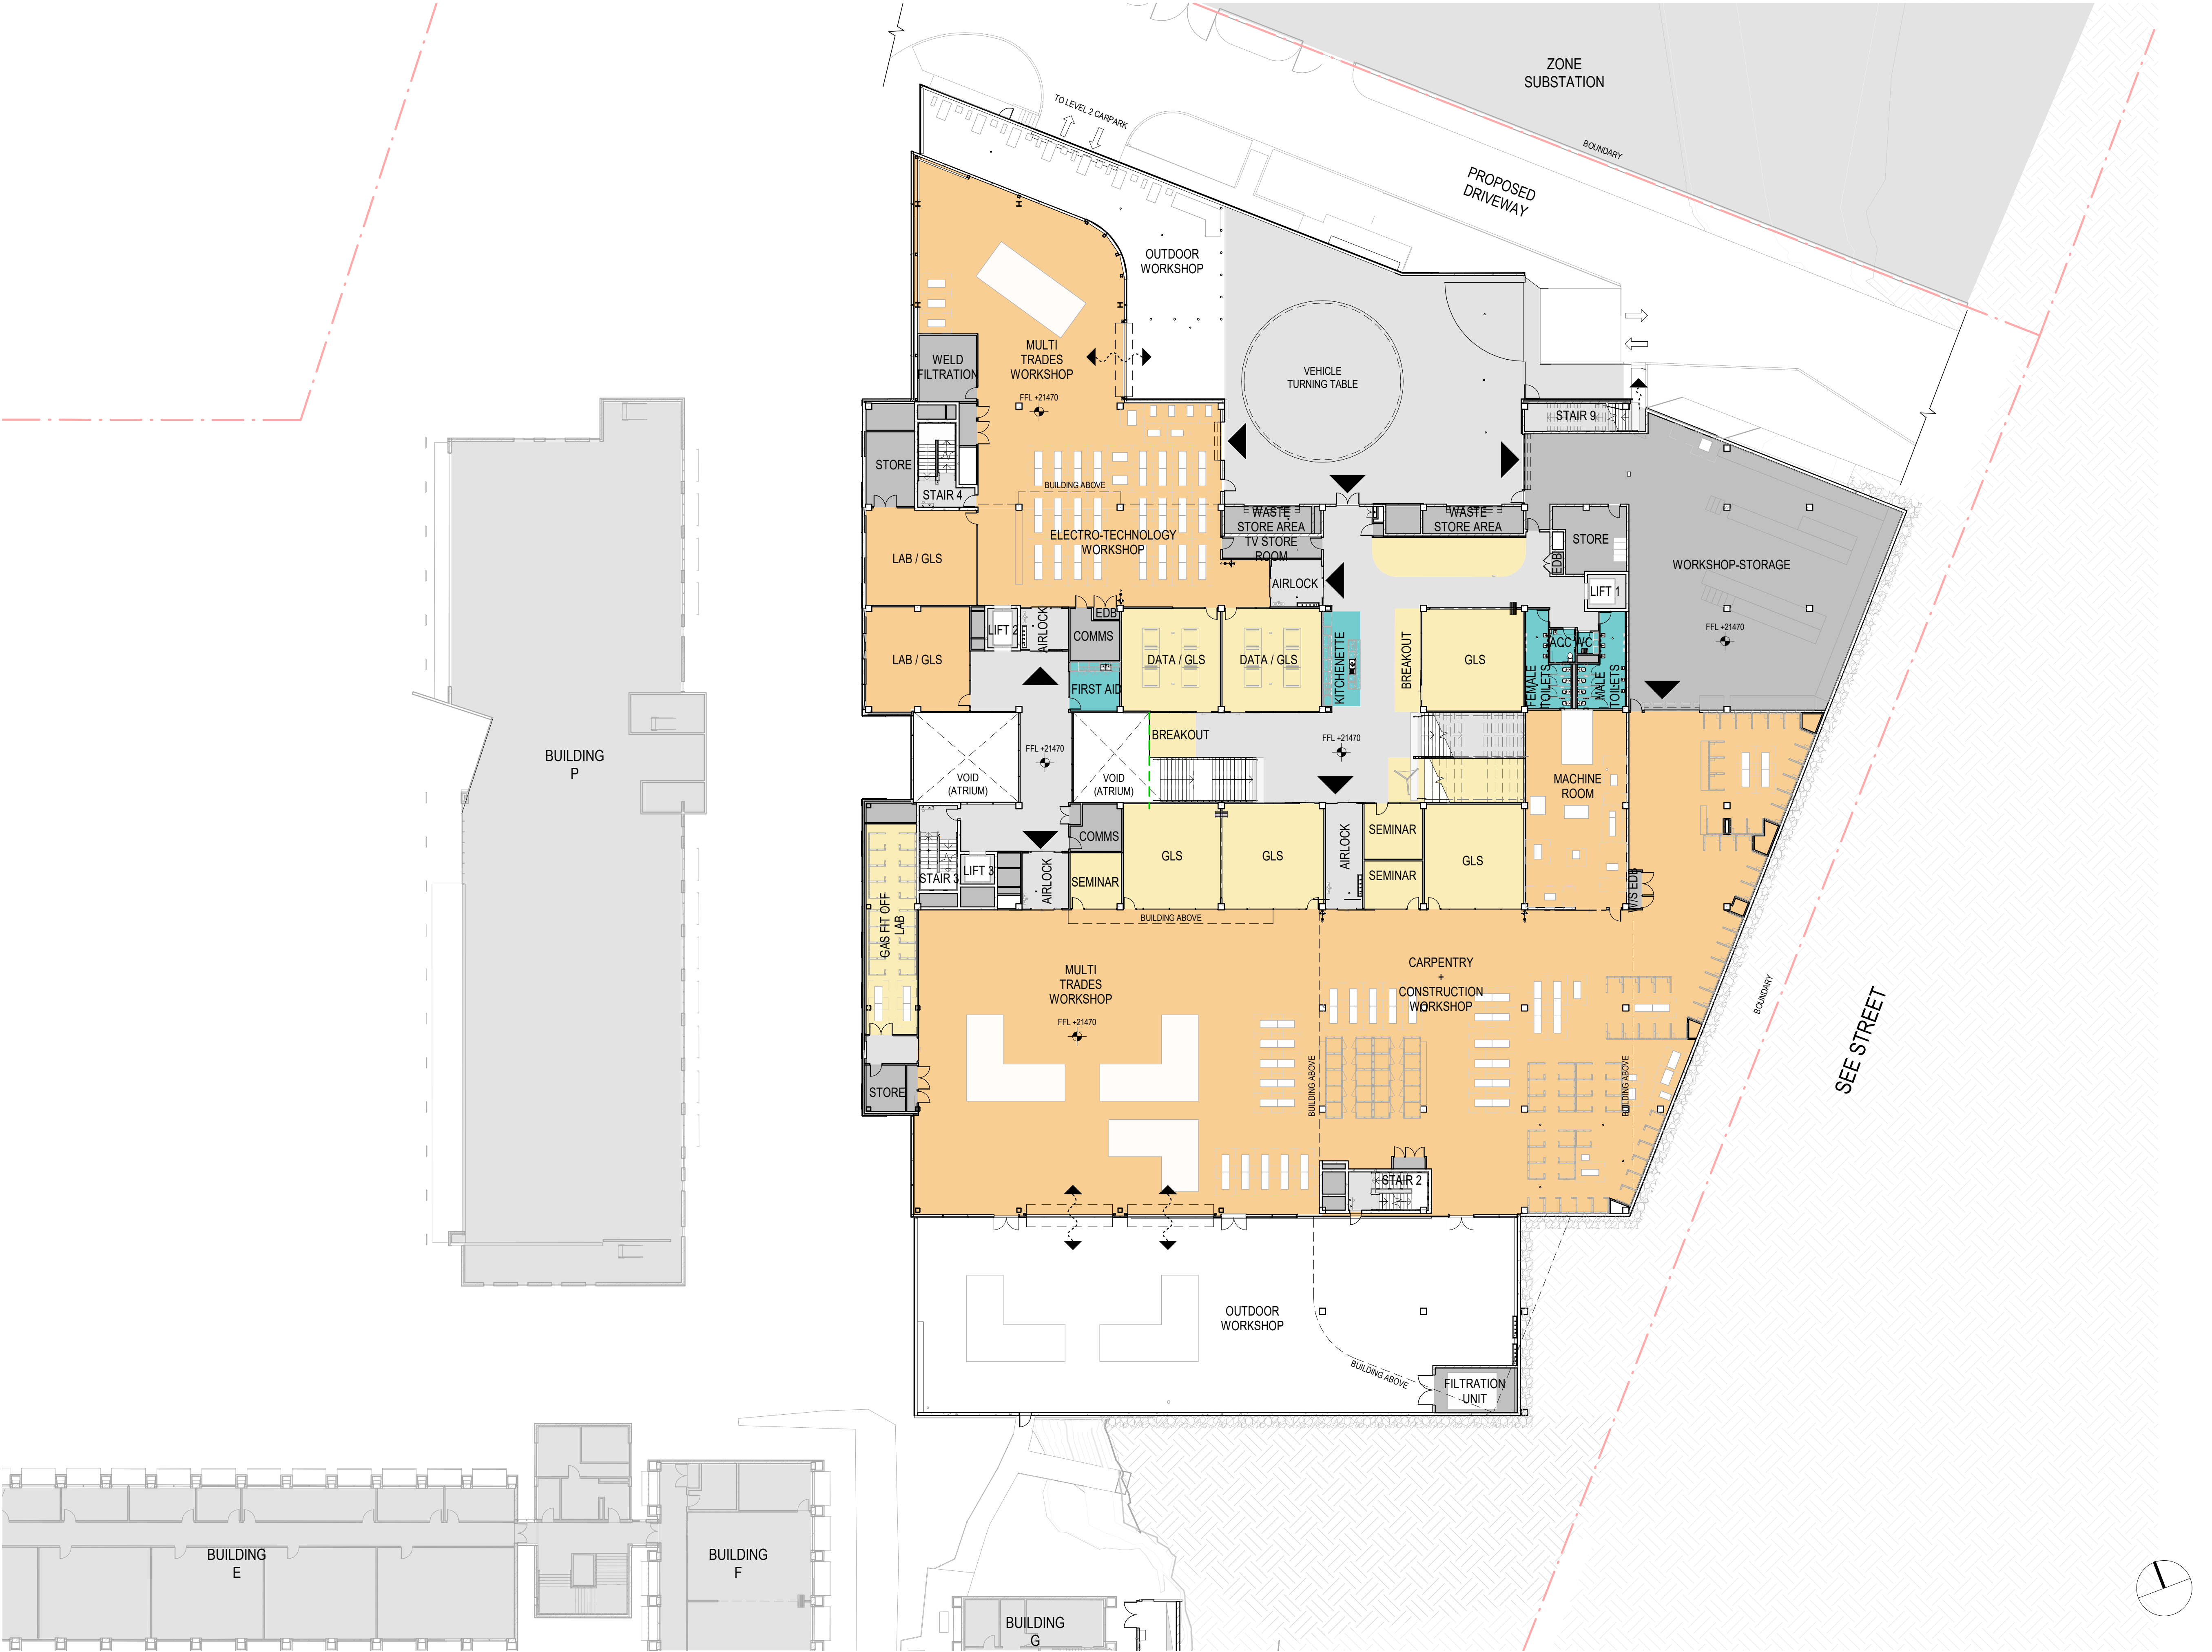 ZONE
SUBSTATION
TO LEVEL 2 CARPARK
BOUNDARY
PROPOSED
DRIVEWAY
OUTDOOR
WORKSHOP
MULTI
TRADES
WORKSHOP
FFL +21470
WELD
FILTRATION
VEHICLE
TURNING TABLE
STAIR 9
STORE
STAIR 4
BUILDING ABOVE
WASTE
STORE AREA
WASTE
STORE AREA
TV STORE
ROOM
ELECTRO-TECHNOLOGY
WORKSHOP
LAB / GLS
AIRLOCK
EDB
STORE
WORKSHOP-STORAGE
FFL +21470
LIFT 1
LIFT 2
AIRLOCK
EDB
COMMS
FIRST AID
LAB / GLS
DATA / GLS
DATA / GLS
KITCHENETTE
BREAKOUT
GLS
FEMALE
TOILETS
ACC WC
MALE
TOILETS
BREAKOUT
FFL +21470
FFL +21470
VOID
(ATRIUM)
VOID
(ATRIUM)
BUILDING
P
MACHINE
ROOM
STAIR 3
LIFT 3
AIRLOCK
COMMS
SEMINAR
GLS
GLS
AIRLOCK
SEMINAR
SEMINAR
GLS
W/S EDB
GAS FIT OFF
LAB
BUILDING ABOVE
MULTI
TRADES
WORKSHOP
FFL +21470
CARPENTRY
+
CONSTRUCTION
WORKSHOP
BUILDING ABOVE
BUILDING ABOVE
BOUNDARY
SEE STREET
STORE
STAIR 2
OUTDOOR
WORKSHOP
BUILDING ABOVE
FILTRATION
UNIT
BUILDING
E
BUILDING
F
BUILDING
G